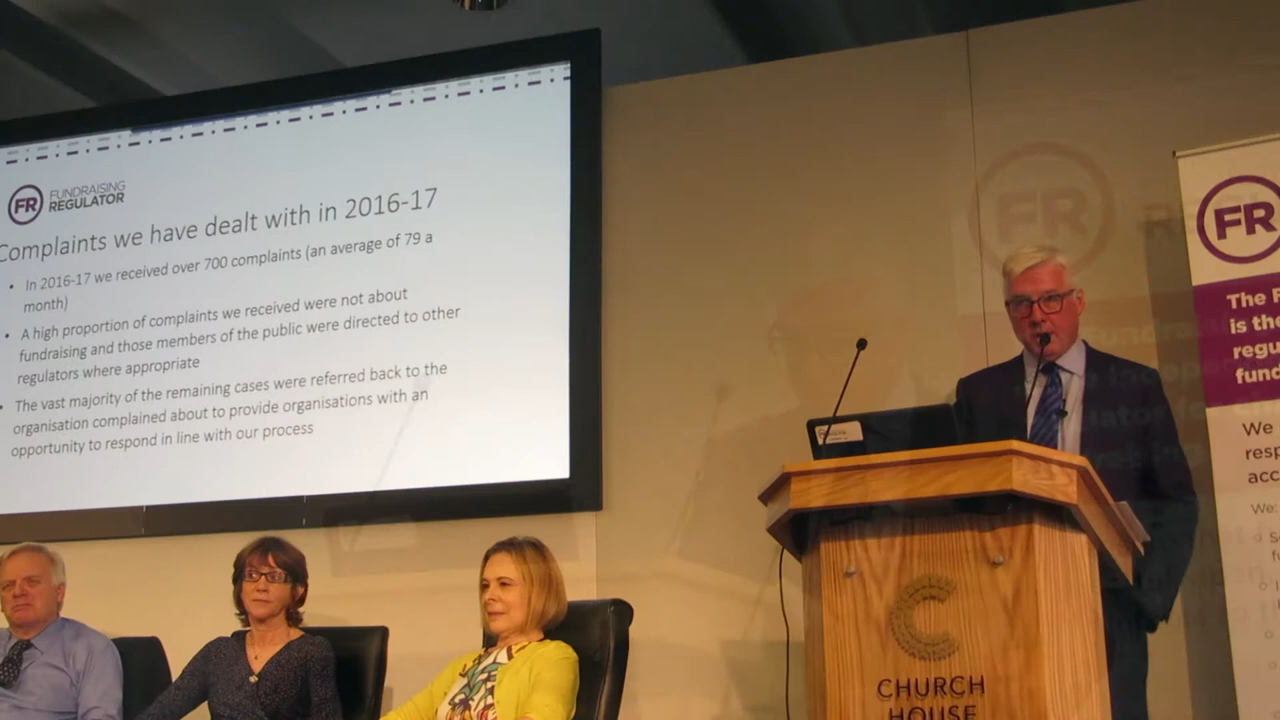 FR FUNDRAISING
REGULATOR
Complaints we have dealt with in 2016-17
• In 2016-17 we received over 700 complaints (an average of 79 a
month)
• A high proportion of complaints we received were not about
fundraising and those members of the public were directed to other
regulators where appropriate
• The vast majority of the remaining cases were referred back to the
organisation complained about to provide organisations with an
opportunity to respond in line with our process
FR
FR
The F
is the
regu
fund
We
resp
acc
We:
CHURCH
HOUSE